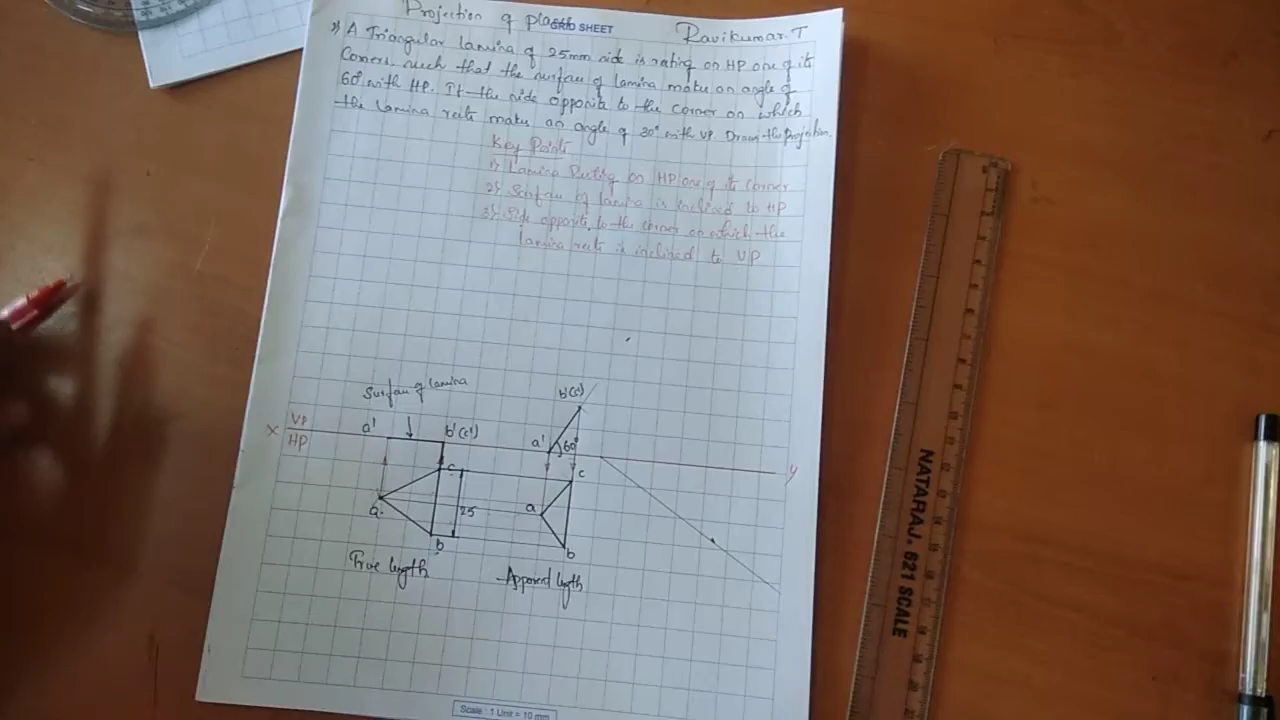 Projection of plash
GRID SHEET
Ravikumar.T
3) A Triangular lamina of 25mm side is resting on HP one of its
Corners such that the surface of lamina makes an angle of
60° with HP. If the side opposite to the corner on which
the lamina rests makes an angle of 30° with VP. Draw the projection.
Key Points
1) Lamina Resting on HP one of its corner
2) Surface of lamina is inclined to HP
3) Side opposite to the corner on which the
lamina rests is inclined to VP
Surface of lamina
b'(c')
X VP
HP
a'
b'(c')
a'
60°
y
c
c
a
25
a
b
b
True length
Apparent length
Scale : 1 Unit = 10 mm
NATARAJ. 621 SCALE